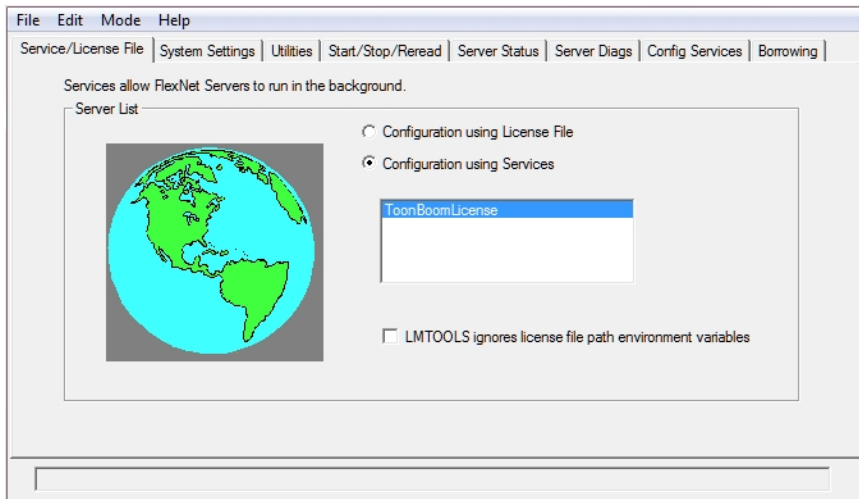 File Edit Mode Help
Service/License File System Settings Utilities Start/Stop/Reread Server Status Server Diags Config Services Borrowing
Services allow FlexNet Servers to run in the background.
Server List
Configuration using License File
Configuration using Services
ToonBoomLicense
LMTOOLS ignores license file path environment variables